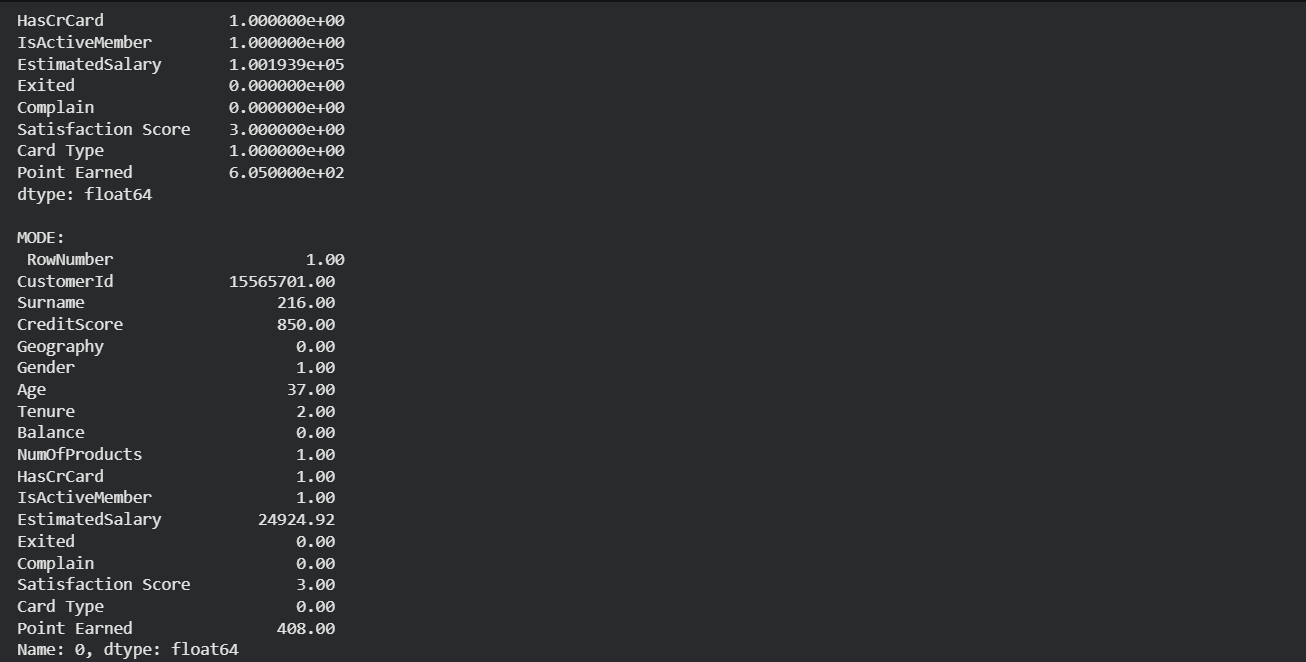 HasCrCard             1.000000e+00
IsActiveMember        1.000000e+00
EstimatedSalary       1.001939e+05
Exited                0.000000e+00
Complain              0.000000e+00
Satisfaction Score    3.000000e+00
Card Type             1.000000e+00
Point Earned          6.050000e+02
dtype: float64

MODE:
 RowNumber                    1.00
CustomerId            15565701.00
Surname                    216.00
CreditScore                850.00
Geography                    0.00
Gender                       1.00
Age                         37.00
Tenure                       2.00
Balance                      0.00
NumOfProducts                1.00
HasCrCard                    1.00
IsActiveMember               1.00
EstimatedSalary          24924.92
Exited                       0.00
Complain                     0.00
Satisfaction Score           3.00
Card Type                    0.00
Point Earned               408.00
Name: 0, dtype: float64